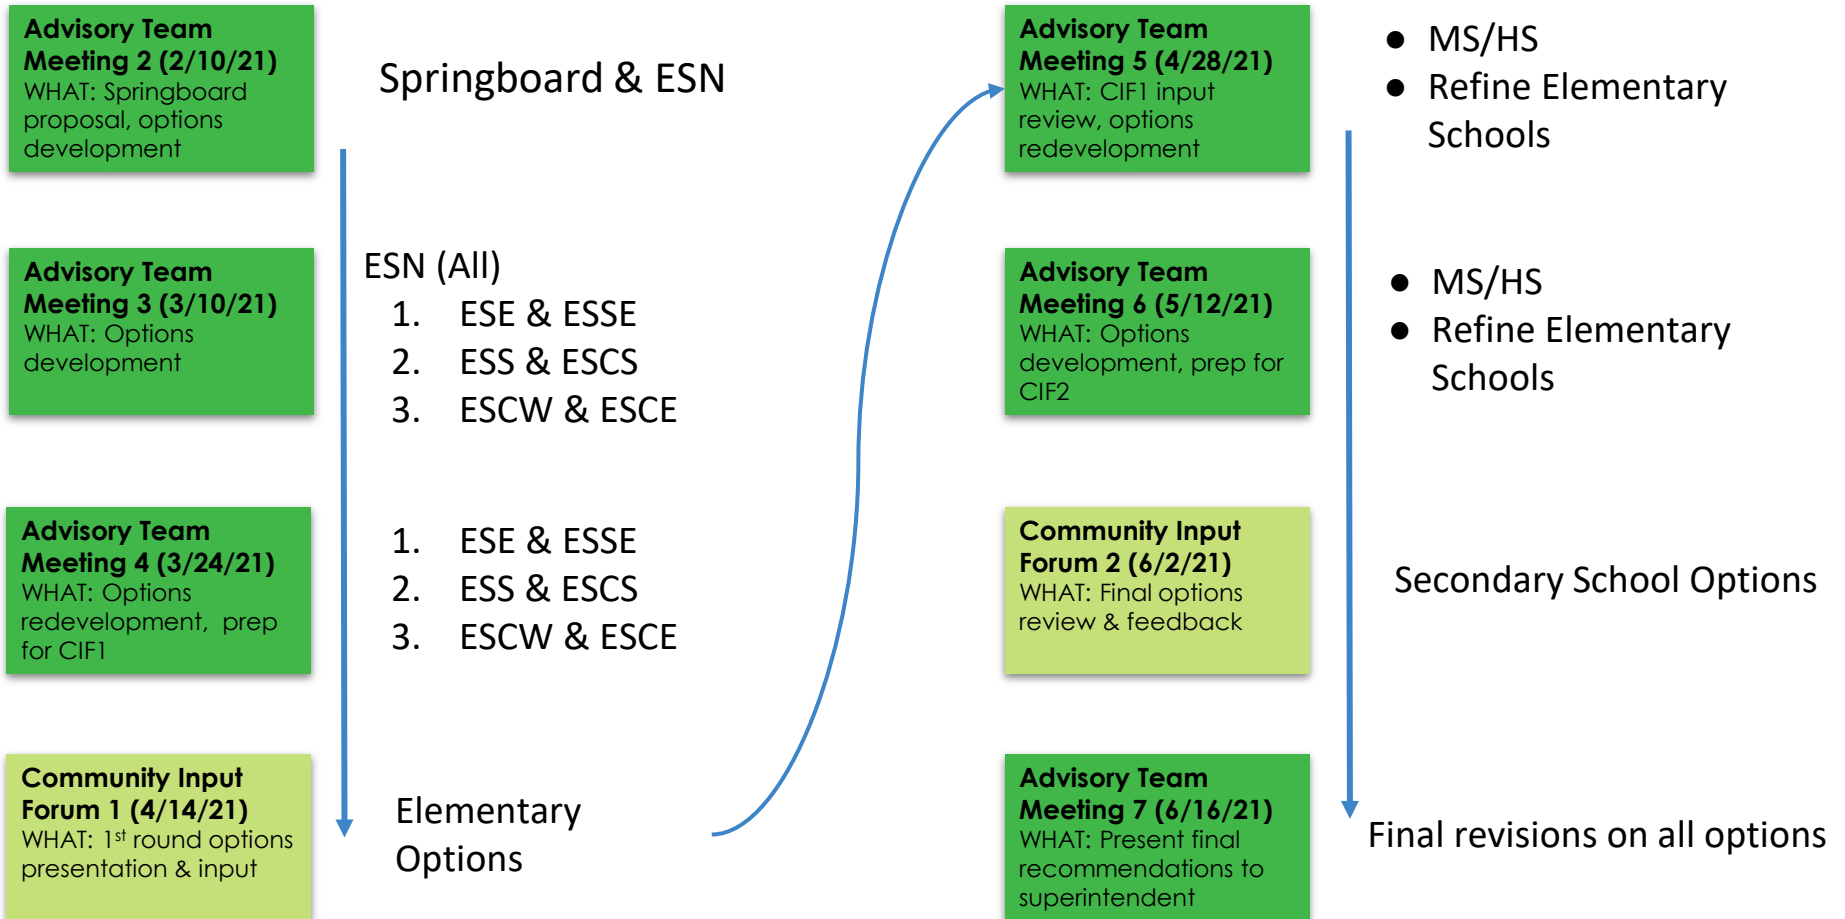 Advisory Team
Meeting 2 (2/10/21)
WHAT: Springboard
proposal, options
development
Springboard & ESN
Advisory Team
Meeting 3 (3/10/21)
WHAT: Options
development
ESN (All)
1. ESE & ESSE
2. ESS & ESCS
3. ESCW & ESCE
Advisory Team
Meeting 4 (3/24/21)
WHAT: Options
redevelopment, prep
for CIF1
1. ESE & ESSE
2. ESS & ESCS
3. ESCW & ESCE
Community Input
Forum 1 (4/14/21)
WHAT: 1st round options
presentation & input
Elementary
Options
Advisory Team
Meeting 5 (4/28/21)
WHAT: CIF1 input
review, options
redevelopment
● MS/HS
● Refine Elementary
Schools
Advisory Team
Meeting 6 (5/12/21)
WHAT: Options
development, prep for
CIF2
● MS/HS
● Refine Elementary
Schools
Community Input
Forum 2 (6/2/21)
WHAT: Final options
review & feedback
Secondary School Options
Advisory Team
Meeting 7 (6/16/21)
WHAT: Present final
recommendations to
superintendent
Final revisions on all options